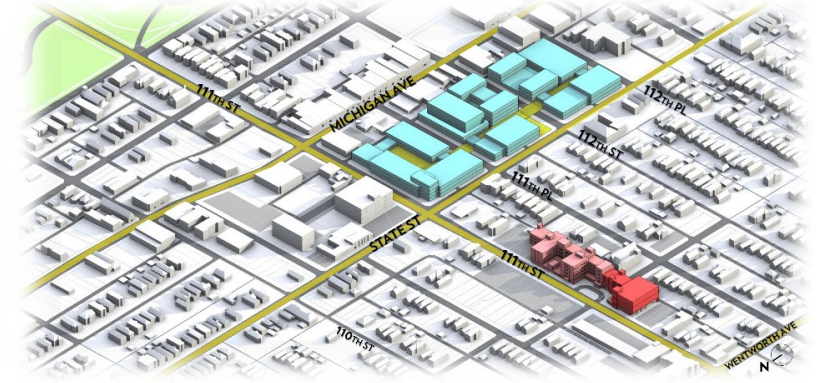 111TH ST
MICHIGAN AVE
112TH PL
112TH ST
111TH PL
STATE ST
111TH ST
110TH ST
WENTWORTH AVE
N